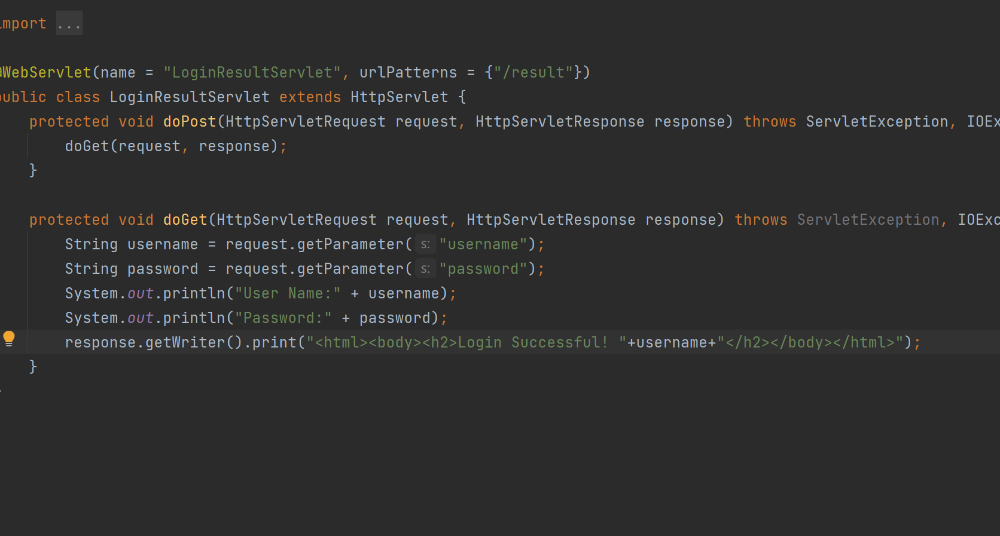 import ...
@WebServlet(name = "LoginResultServlet", urlPatterns = {"/result"})
public class LoginResultServlet extends HttpServlet {
protected void doPost(HttpServletRequest request, HttpServletResponse response) throws ServletException, IOEx
doGet(request, response);
}
protected void doGet(HttpServletRequest request, HttpServletResponse response) throws ServletException, IOExc
String username = request.getParameter( s: "username");
String password = request.getParameter( s: "password");
System.out.println("User Name:" + username);
System.out.println("Password:" + password);
response.getWriter().print("<html><body><h2>Login Successful! "+username+"</h2></body></html>");
}